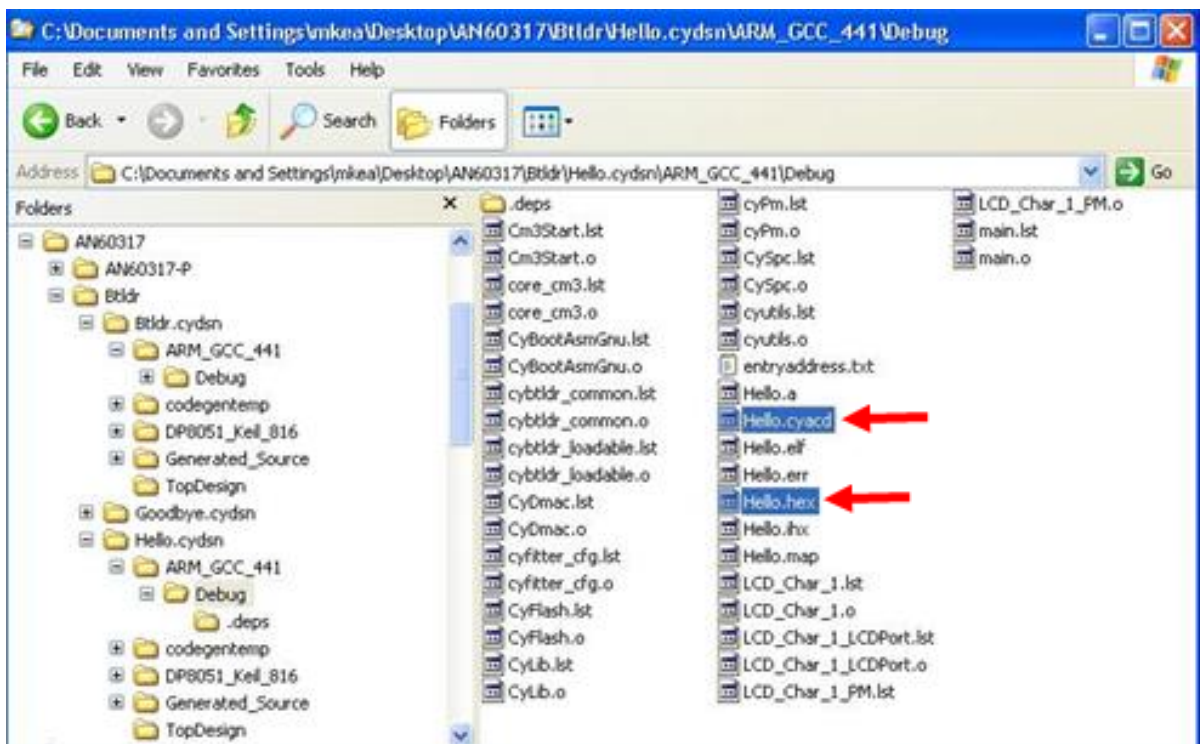 C:\Documents and Settings\mkea\Desktop\AN60317\Btldr\Hello.cydsn\ARM_GCC_441\Debug
File Edit View Favorites Tools Help
Back Search Folders
Address C:\Documents and Settings\mkea\Desktop\AN60317\Btldr\Hello.cydsn\ARM_GCC_441\Debug Go
Folders
AN60317
AN60317-P
Btldr
Btldr.cydsn
ARM_GCC_441
Debug
codegentemp
DP8051_Keil_816
Generated_Source
TopDesign
Goodbye.cydsn
Hello.cydsn
ARM_GCC_441
Debug
.deps
codegentemp
DP8051_Keil_816
Generated_Source
TopDesign
.deps
Cm3Start.lst
Cm3Start.o
core_cm3.lst
core_cm3.o
CyBootAsmGnu.lst
CyBootAsmGnu.o
cybtldr_common.lst
cybtldr_common.o
cybtldr_loadable.lst
cybtldr_loadable.o
CyDmac.lst
CyDmac.o
cyfitter_cfg.lst
cyfitter_cfg.o
CyFlash.lst
CyFlash.o
CyLib.lst
CyLib.o
cyPm.lst
cyPm.o
CySpc.lst
CySpc.o
cyutils.lst
cyutils.o
entryaddress.txt
Hello.a
Hello.cyacd
Hello.elf
Hello.err
Hello.hex
Hello.ihx
Hello.map
LCD_Char_1.lst
LCD_Char_1.o
LCD_Char_1_LCDPort.lst
LCD_Char_1_LCDPort.o
LCD_Char_1_PM.lst
LCD_Char_1_PM.o
main.lst
main.o